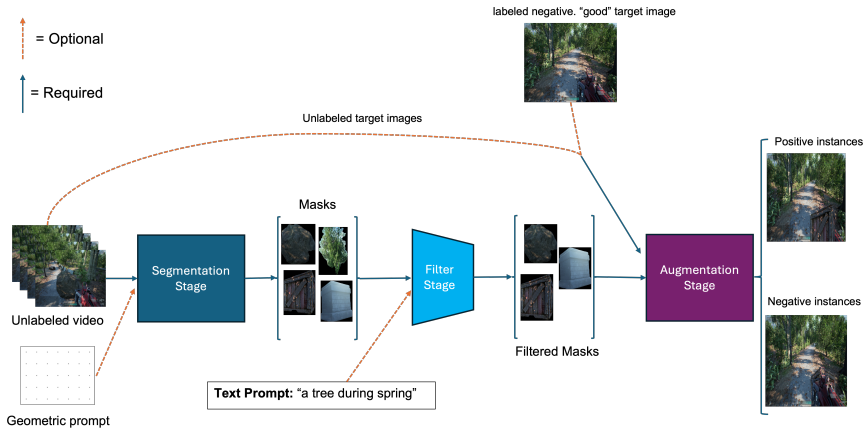 labeled negative. “good” target image
= Optional
= Required
Unlabeled target images
Positive instances
Masks
Segmentation
Stage
Filter
Stage
Augmentation
Stage
Unlabeled video
Negative instances
Filtered Masks
Text Prompt: “a tree during spring”
Geometric prompt